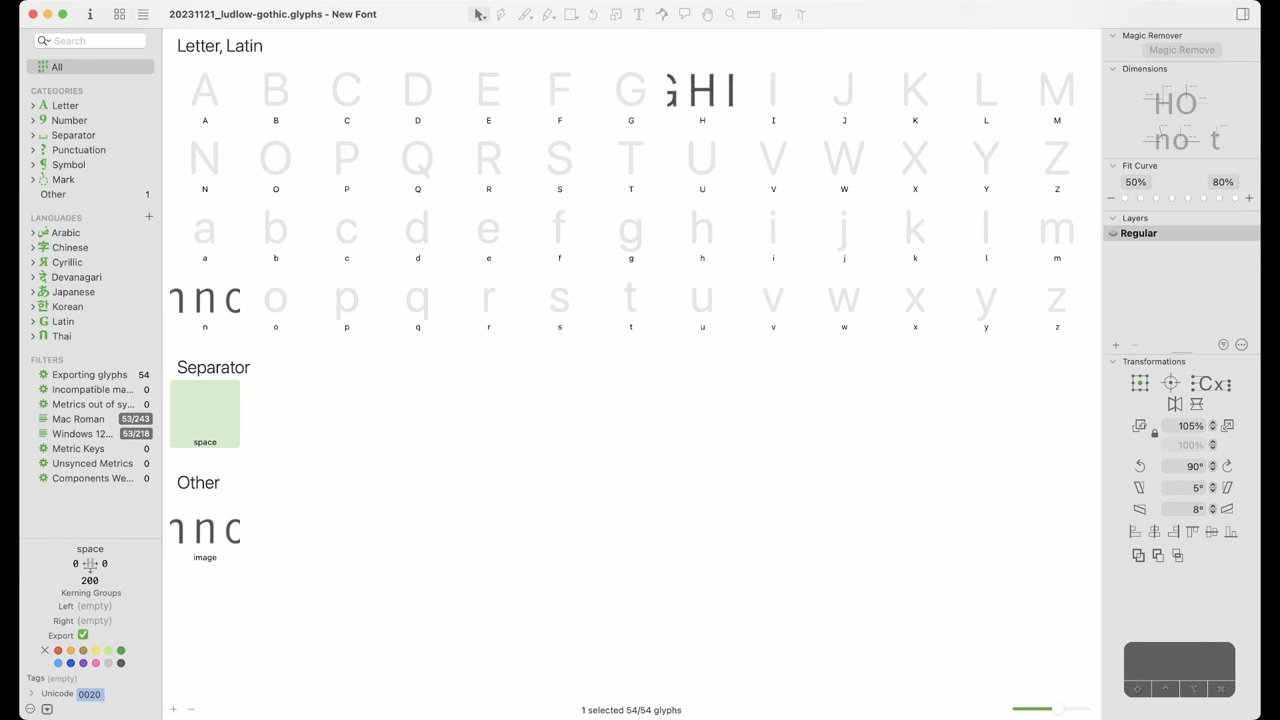 20231121_ludlow-gothic.glyphs - New Font
Search
All
CATEGORIES
Letter
Number
Separator
Punctuation
Symbol
Mark
Other 1
LANGUAGES
Arabic
Chinese
Cyrillic
Devanagari
Japanese
Korean
Latin
Thai
FILTERS
Exporting glyphs 54
Incompatible ma... 0
Metrics out of sy... 0
Mac Roman 53/243
Windows 12... 53/218
Metric Keys 0
Unsynced Metrics 0
Components We... 0
space
0 0
200
Kerning Groups
Left (empty)
Right (empty)
Export
Tags (empty)
Unicode 0020
Letter, Latin
A B C D E F G G H I I J K L M
A B C D E F G H I J K L M
N O P Q R S T U V W X Y Z
N O P Q R S T U V W X Y Z
a b c d e f g h i j k l m
a b c d e f g h i j k l m
n n o o p q r s t u v w x y z
n o p q r s t u v w x y z
Separator
space
Other
n n o
image
1 selected 54/54 glyphs
Magic Remover
Magic Remove
Dimensions
HO
no t
Fit Curve
50% 80%
Layers
Regular
Transformations
Cx
105%
100%
90°
5°
8°